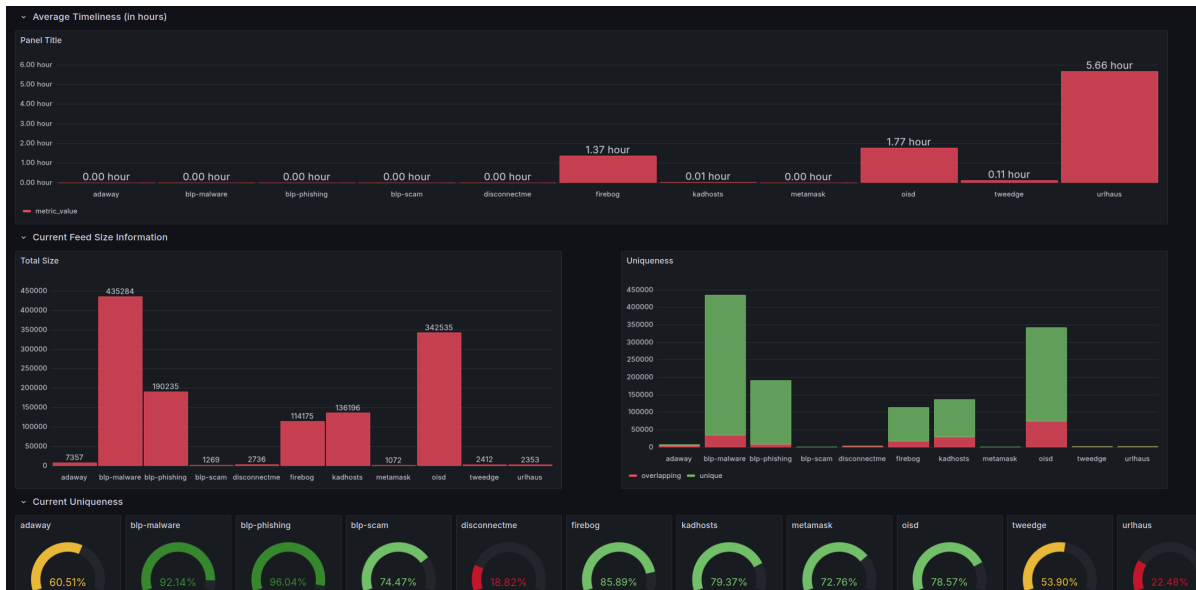 Average Timeliness (in hours)
Panel Title
6.00 hour
5.00 hour
4.00 hour
3.00 hour
2.00 hour
1.00 hour
0.00 hour
0.00 hour 0.00 hour 0.00 hour 0.00 hour 0.00 hour 1.37 hour 0.01 hour 0.00 hour 1.77 hour 0.11 hour 5.66 hour
adaway blp-malware blp-phishing blp-scam disconnectme firebog kadhosts metamask oisd tweedge urlhaus
metric_value
Current Feed Size Information
Total Size
450000
400000
350000
300000
250000
200000
150000
100000
50000
0
7357 435284 190235 1269 2736 114175 136196 1072 342535 2412 2353
adaway blp-malware blp-phishing blp-scam disconnectme firebog kadhosts metamask oisd tweedge urlhaus
Uniqueness
450000
400000
350000
300000
250000
200000
150000
100000
50000
0
adaway blp-malware blp-phishing blp-scam disconnectme firebog kadhosts metamask oisd tweedge urlhaus
overlapping unique
Current Uniqueness
adaway blp-malware blp-phishing blp-scam disconnectme firebog kadhosts metamask oisd tweedge urlhaus
60.51% 92.14% 96.04% 74.47% 18.82% 85.89% 79.37% 72.76% 78.57% 53.90% 22.48%